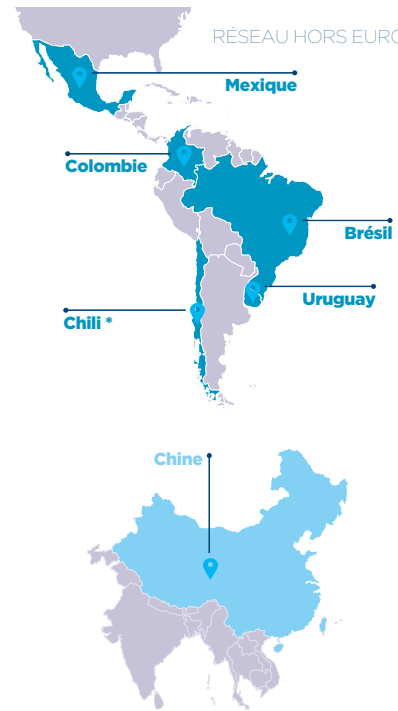 RÉSEAU HORS EURO
Mexique
Colombie
Brésil
Uruguay
Chili *
Chine